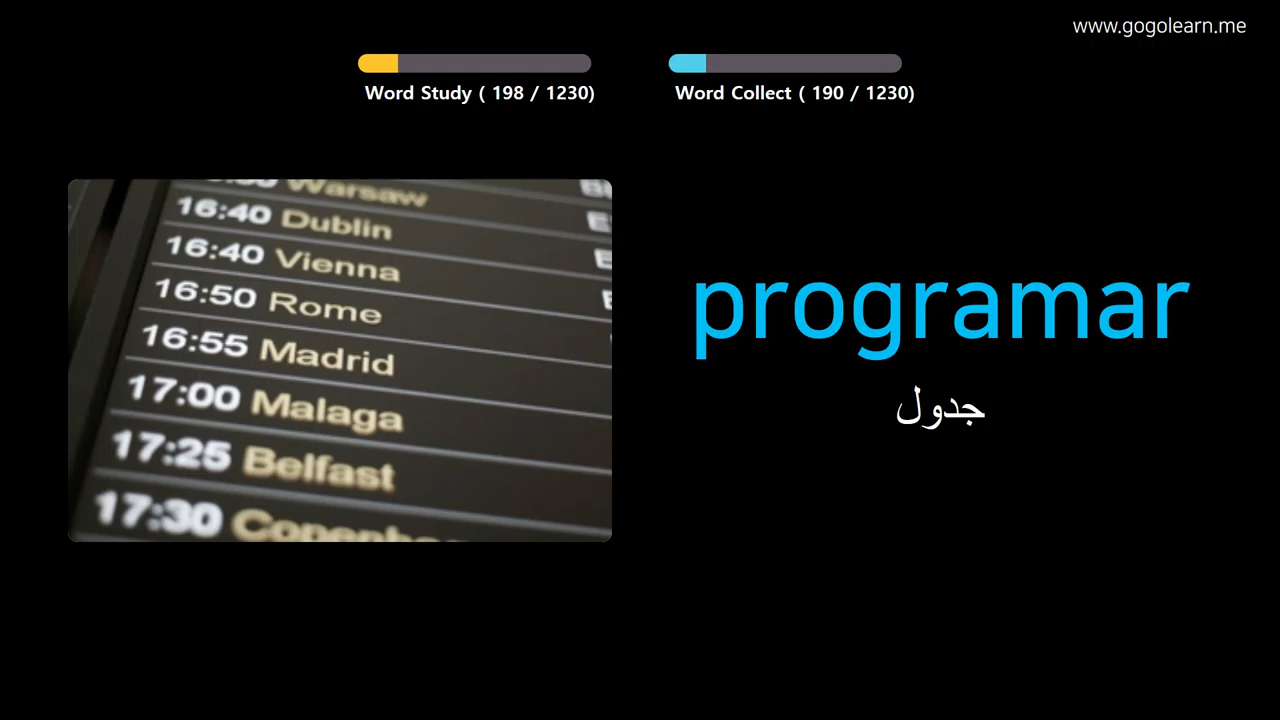 www.gogolearn.me
Word Study ( 198 / 1230)
Word Collect ( 190 / 1230)
Warsaw
16:40 Dublin
16:40 Vienna
16:50 Rome
16:55 Madrid
17:00 Malaga
17:25 Belfast
17:30
programar
جدول